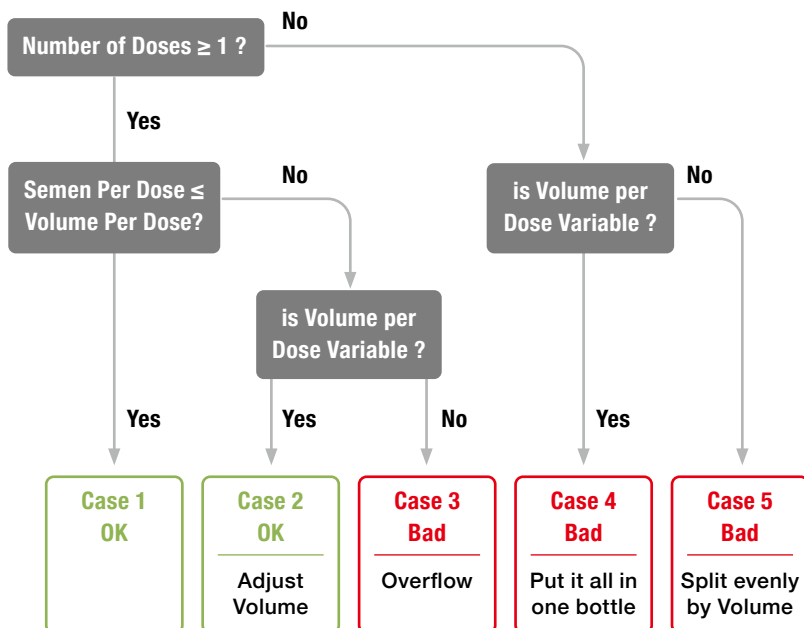 No
Number of Doses ≥ 1 ?
Yes
Semen Per Dose ≤
Volume Per Dose?
No
is Volume per
Dose Variable ?
No
is Volume per
Dose Variable ?
Yes
Yes
No
Yes
Case 1
OK
Case 2
OK
Adjust
Volume
Case 3
Bad
Overflow
Case 4
Bad
Put it all in
one bottle
Case 5
Bad
Split evenly
by Volume